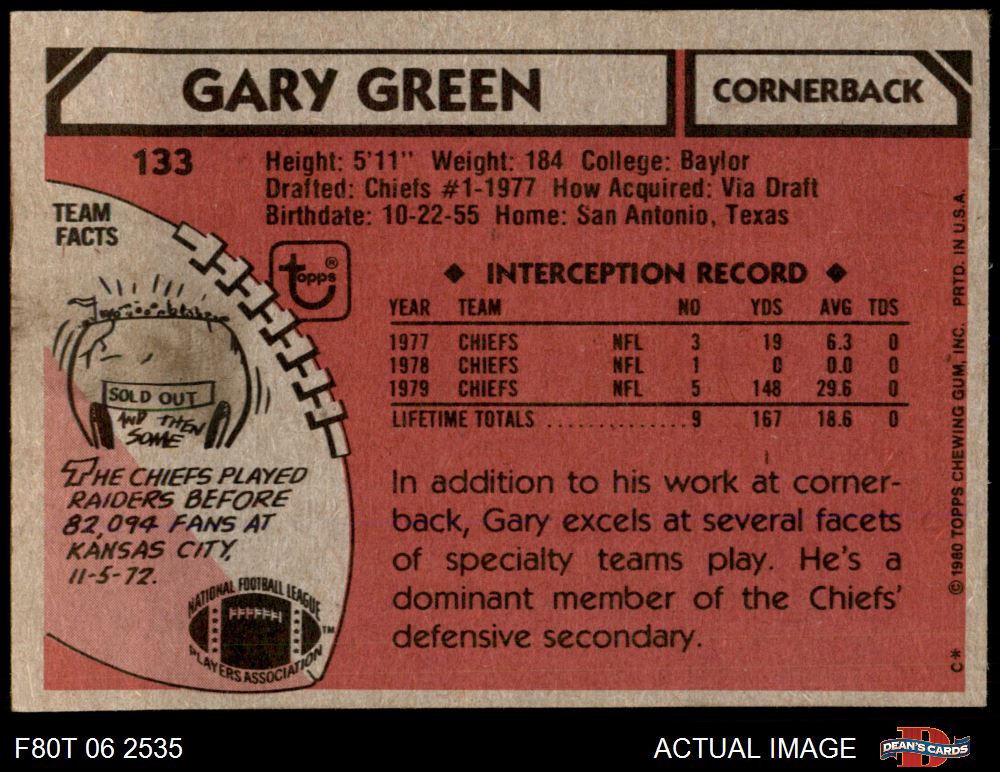 GARY GREEN
CORNERBACK
133
Height: 5'11" Weight: 184 College: Baylor
Drafted: Chiefs #1-1977 How Acquired: Via Draft
Birthdate: 10-22-55 Home: San Antonio, Texas
TEAM
FACTS
topps®
SOLD OUT
AND THEN
SOME
THE CHIEFS PLAYED
RAIDERS BEFORE
82,094 FANS AT
KANSAS CITY,
11-5-72.
NATIONAL FOOTBALL LEAGUE
PLAYERS ASSOCIATION
TM
◆ INTERCEPTION RECORD ◆
YEAR TEAM NO YDS AVG TDS
1977 CHIEFS NFL 3 19 6.3 0
1978 CHIEFS NFL 1 0 0.0 0
1979 CHIEFS NFL 5 148 29.6 0
LIFETIME TOTALS .............. 9 167 18.6 0
In addition to his work at corner-
back, Gary excels at several facets
of specialty teams play. He's a
dominant member of the Chiefs'
defensive secondary.
C* © 1980 TOPPS CHEWING GUM, INC. PRTD. IN U.S.A.
F80T 06 2535
ACTUAL IMAGE
D
DEAN'S CARDS